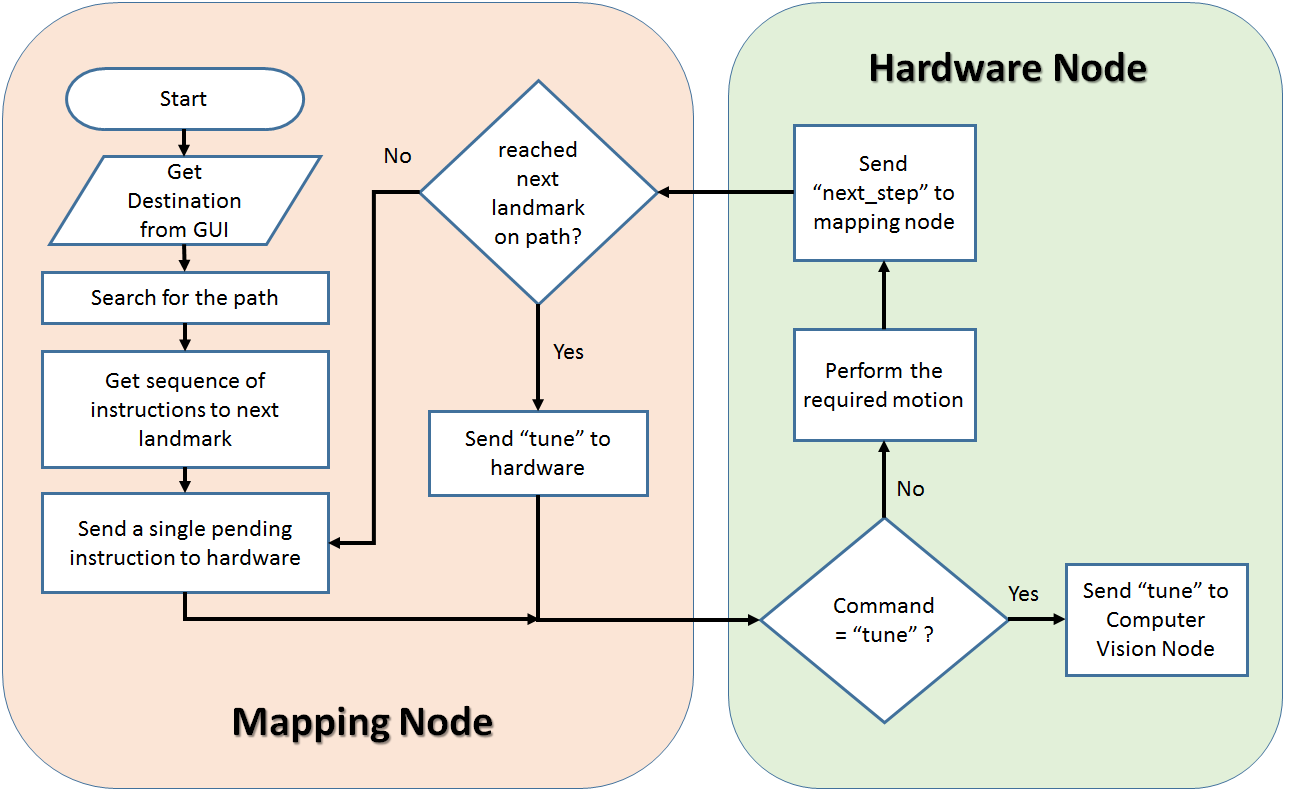 Start
Get
Destination
from GUI
Search for the path
Get sequence of
instructions to next
landmark
Send a single pending
instruction to hardware
No
reached
next
landmark
on path?
Yes
Send “tune” to
hardware
Mapping Node
Hardware Node
Send
“next_step” to
mapping node
Perform the
required motion
No
Command
= “tune” ?
Yes
Send “tune” to
Computer
Vision Node